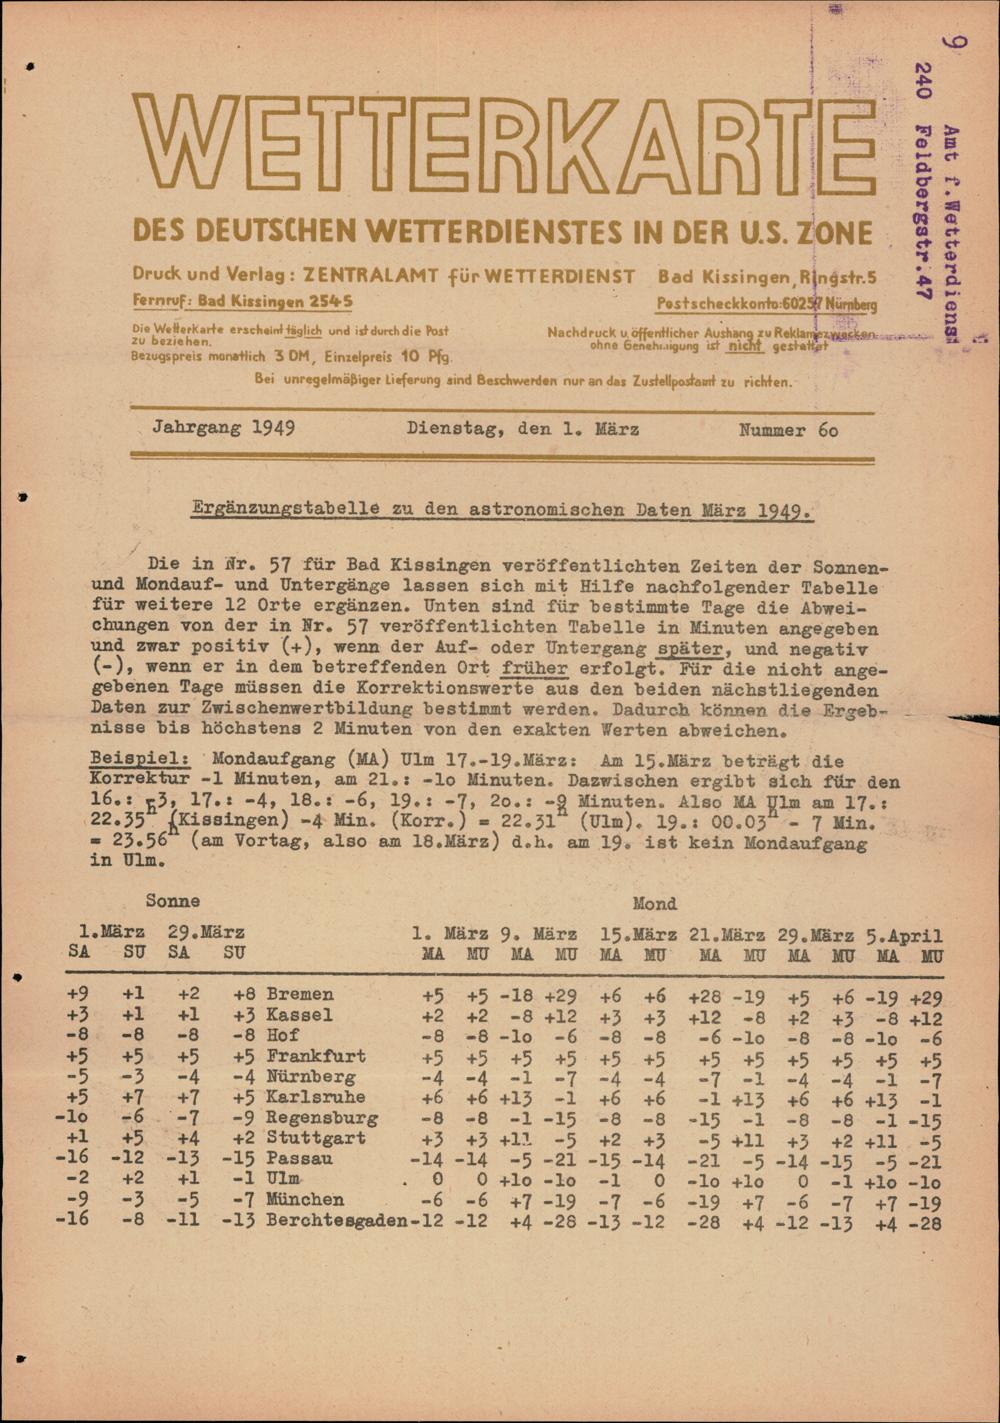 WETTERKARTE
DES DEUTSCHEN WETTERDIENSTES IN DER U.S. ZONE
Druck und Verlag: ZENTRALAMT für WETTERDIENST Bad Kissingen, Ringstr.5
Fernruf: Bad Kissingen 2545 Postscheckkonto:60257 Nürnberg
Die Wetterkarte erscheint täglich und ist durch die Post
zu beziehen.
Bezugspreis monatlich 3 DM, Einzelpreis 10 Pfg.
Nachdruck u. öffentlicher Aushang zu Reklamezwecken
ohne Genehmigung ist nicht gestattet
Bei unregelmäßiger Lieferung sind Beschwerden nur an das Zustellpostamt zu richten.
9
Amt f.Wetterdienst
240 Feldbergstr.47
Jahrgang 1949 Dienstag, den 1. März Nummer 6o
Ergänzungstabelle zu den astronomischen Daten März 1949.
Die in Nr. 57 für Bad Kissingen veröffentlichten Zeiten der Sonnen-
und Mondauf- und Untergänge lassen sich mit Hilfe nachfolgender Tabelle
für weitere 12 Orte ergänzen. Unten sind für bestimmte Tage die Abwei-
chungen von der in Nr. 57 veröffentlichten Tabelle in Minuten angegeben
und zwar positiv (+), wenn der Auf- oder Untergang später, und negativ
(-), wenn er in dem betreffenden Ort früher erfolgt. Für die nicht ange-
gebenen Tage müssen die Korrektionswerte aus den beiden nächstliegenden
Daten zur Zwischenwertbildung bestimmt werden. Dadurch können die Ergeb-
nisse bis höchstens 2 Minuten von den exakten Werten abweichen.
Beispiel: Mondaufgang (MA) Ulm 17.-19.März: Am 15.März beträgt die
Korrektur -1 Minuten, am 21.: -lo Minuten. Dazwischen ergibt sich für den
16.: -3, 17.: -4, 18.: -6, 19.: -7, 2o.: -9 Minuten. Also MA Ulm am 17.:
22.35h (Kissingen) -4 Min. (Korr.) = 22.31h (Ulm). 19.: 00.03h - 7 Min.
= 23.56h (am Vortag, also am 18.März) d.h. am 19. ist kein Mondaufgang
in Ulm.
Sonne Mond
1.März 29.März 1. März 9. März 15.März 21.März 29.März 5.April
SA SU SA SU MA MU MA MU MA MU MA MU MA MU MA MU
+9 +1 +2 +8 Bremen +5 +5 -18 +29 +6 +6 +28 -19 +5 +6 -19 +29
+3 +1 +1 +3 Kassel +2 +2 -8 +12 +3 +3 +12 -8 +2 +3 -8 +12
-8 -8 -8 -8 Hof -8 -8 -lo -6 -8 -8 -6 -lo -8 -8 -lo -6
+5 +5 +5 +5 Frankfurt +5 +5 +5 +5 +5 +5 +5 +5 +5 +5 +5 +5
-5 -3 -4 -4 Nürnberg -4 -4 -1 -7 -4 -4 -7 -1 -4 -4 -1 -7
+5 +7 +7 +5 Karlsruhe +6 +6 +13 -1 +6 +6 -1 +13 +6 +6 +13 -1
-lo -6 -7 -9 Regensburg -8 -8 -1 -15 -8 -8 -15 -1 -8 -8 -1 -15
+1 +5 +4 +2 Stuttgart +3 +3 +11 -5 +2 +3 -5 +11 +3 +2 +11 -5
-16 -12 -13 -15 Passau -14 -14 -5 -21 -15 -14 -21 -5 -14 -15 -5 -21
-2 +2 +1 -1 Ulm 0 0 +lo -lo -1 0 -lo +lo 0 -1 +lo -lo
-9 -3 -5 -7 München -6 -6 +7 -19 -7 -6 -19 +7 -6 -7 +7 -19
-16 -8 -11 -13 Berchtesgaden -12 -12 +4 -28 -13 -12 -28 +4 -12 -13 +4 -28